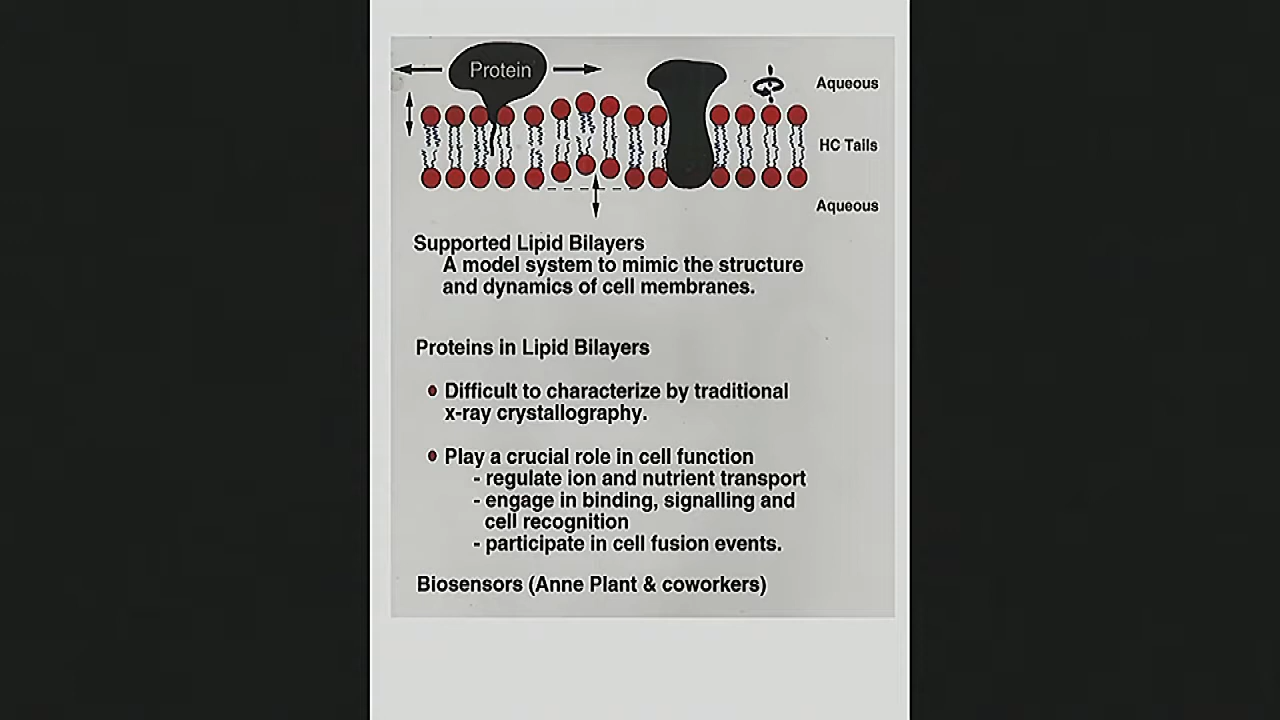 Protein
Aqueous
HC Tails
Aqueous
Supported Lipid Bilayers
A model system to mimic the structure
and dynamics of cell membranes.
Proteins in Lipid Bilayers
Difficult to characterize by traditional
x-ray crystallography.
Play a crucial role in cell function
- regulate ion and nutrient transport
- engage in binding, signalling and
cell recognition
- participate in cell fusion events.
Biosensors (Anne Plant & coworkers)